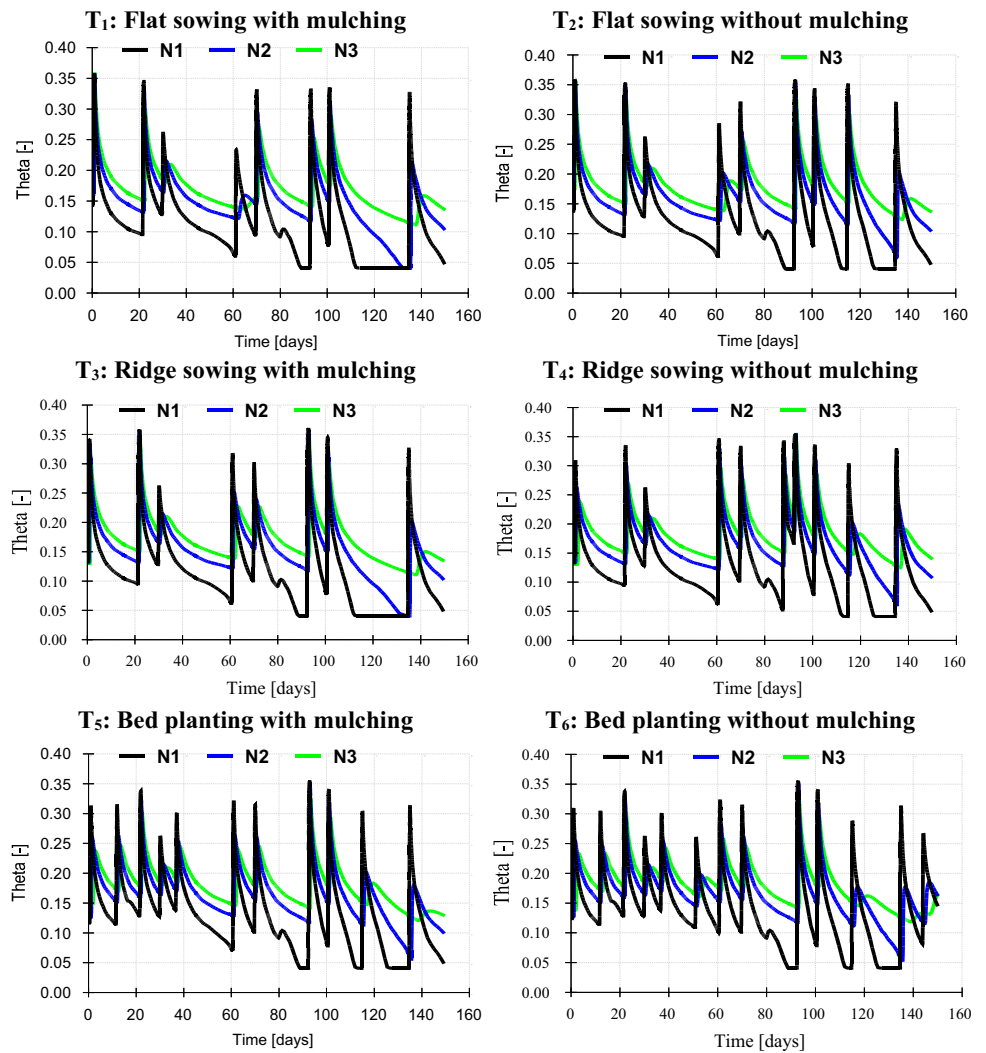 T₁: Flat sowing with mulching
N1 N2 N3
0.40
0.35
0.30
0.25
0.20
0.15
0.10
0.05
0.00
Theta [-]
0 20 40 60 80 100 120 140 160
Time [days]
T₂: Flat sowing without mulching
N1 N2 N3
0.40
0.35
0.30
0.25
0.20
0.15
0.10
0.05
0.00
Theta [-]
0 20 40 60 80 100 120 140 160
Time [days]
T₃: Ridge sowing with mulching
N1 N2 N3
0.40
0.35
0.30
0.25
0.20
0.15
0.10
0.05
0.00
Theta [-]
0 20 40 60 80 100 120 140 160
Time [days]
T₄: Ridge sowing without mulching
N1 N2 N3
0.40
0.35
0.30
0.25
0.20
0.15
0.10
0.05
0.00
Theta [-]
0 20 40 60 80 100 120 140 160
Time [days]
T₅: Bed planting with mulching
N1 N2 N3
0.40
0.35
0.30
0.25
0.20
0.15
0.10
0.05
0.00
Theta [-]
0 20 40 60 80 100 120 140 160
Time [days]
T₆: Bed planting without mulching
N1 N2 N3
0.40
0.35
0.30
0.25
0.20
0.15
0.10
0.05
0.00
Theta [-]
0 20 40 60 80 100 120 140 160
Time [days]